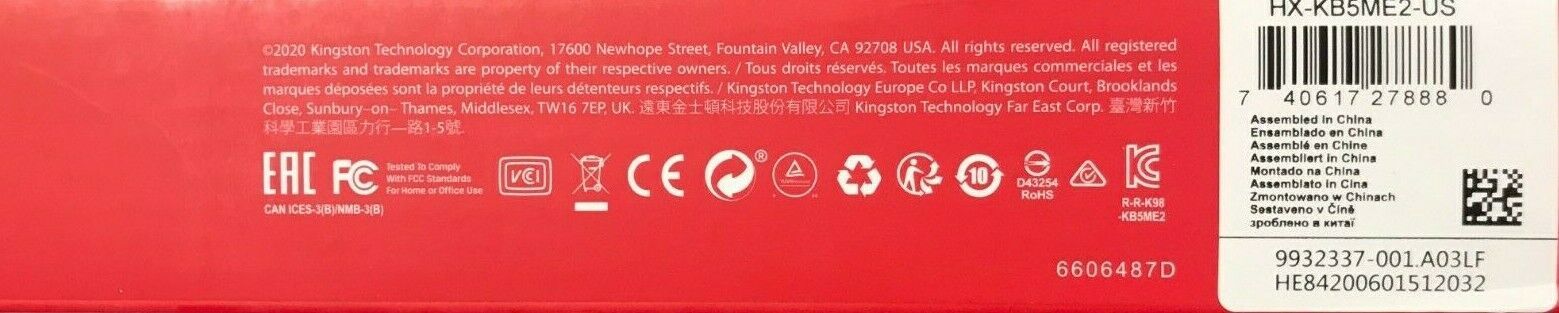 ©2020 Kingston Technology Corporation, 17600 Newhope Street, Fountain Valley, CA 92708 USA. All rights reserved. All registered
trademarks and trademarks are property of their respective owners. / Tous droits réservés. Toutes les marques commerciales et les
marques déposées sont la propriété de leurs détenteurs respectifs. / Kingston Technology Europe Co LLP, Kingston Court, Brooklands
Close, Sunbury-on- Thames, Middlesex, TW16 7EP, UK. 遠東金士頓科技股份有限公司 Kingston Technology Far East Corp. 臺灣新竹
科學工業園區力行一路1-5號.
EAC FC Tested To Comply
With FCC Standards
For Home or Office Use
CAN ICES-3(B)/NMB-3(B)
VCI
CE
®
10
D43254
RoHS
KC
R-R-K98
-KB5ME2
6606487D
HX-KB5ME2-US
7 40617 27888 0
Assembled in China
Ensamblado en China
Assemblé en Chine
Assembliert in China
Montado na China
Assemblato in Cina
Zmontowano w Chinach
Sestaveno v Číně
зроблено в китаї
9932337-001.A03LF
HE84200601512032